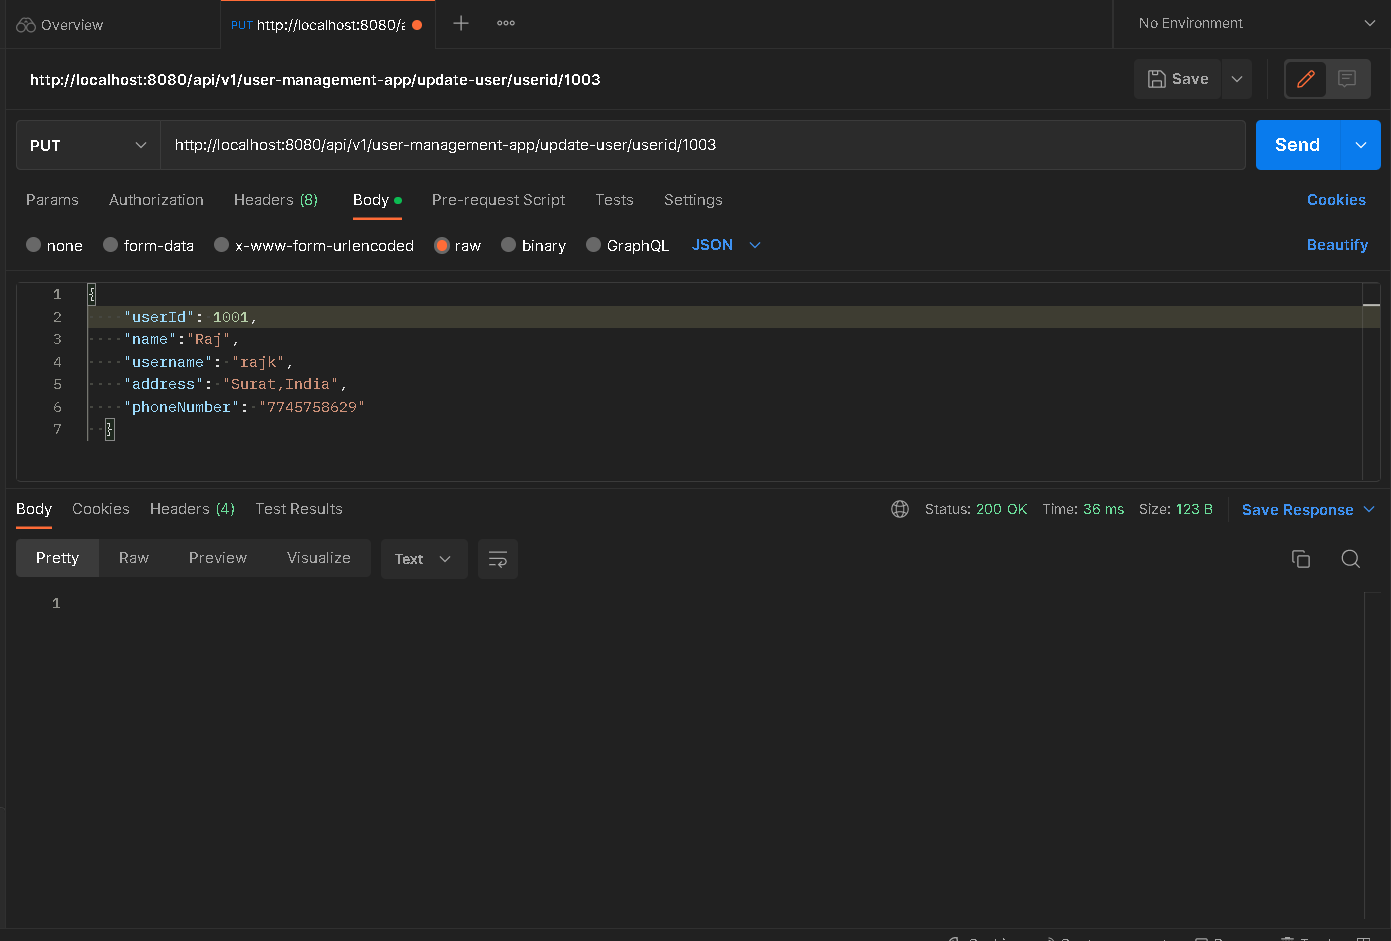 Overview
PUT http://localhost:8080/a
No Environment
http://localhost:8080/api/v1/user-management-app/update-user/userid/1003
Save
PUT
http://localhost:8080/api/v1/user-management-app/update-user/userid/1003
Send
Params Authorization Headers (8) Body Pre-request Script Tests Settings Cookies
none form-data x-www-form-urlencoded raw binary GraphQL JSON Beautify
1 {
2 "userId": 1001,
3 "name":"Raj",
4 "username": "rajk",
5 "address": "Surat,India",
6 "phoneNumber": "7745758629"
7 }
Body Cookies Headers (4) Test Results Status: 200 OK Time: 36 ms Size: 123 B Save Response
Pretty Raw Preview Visualize Text
1